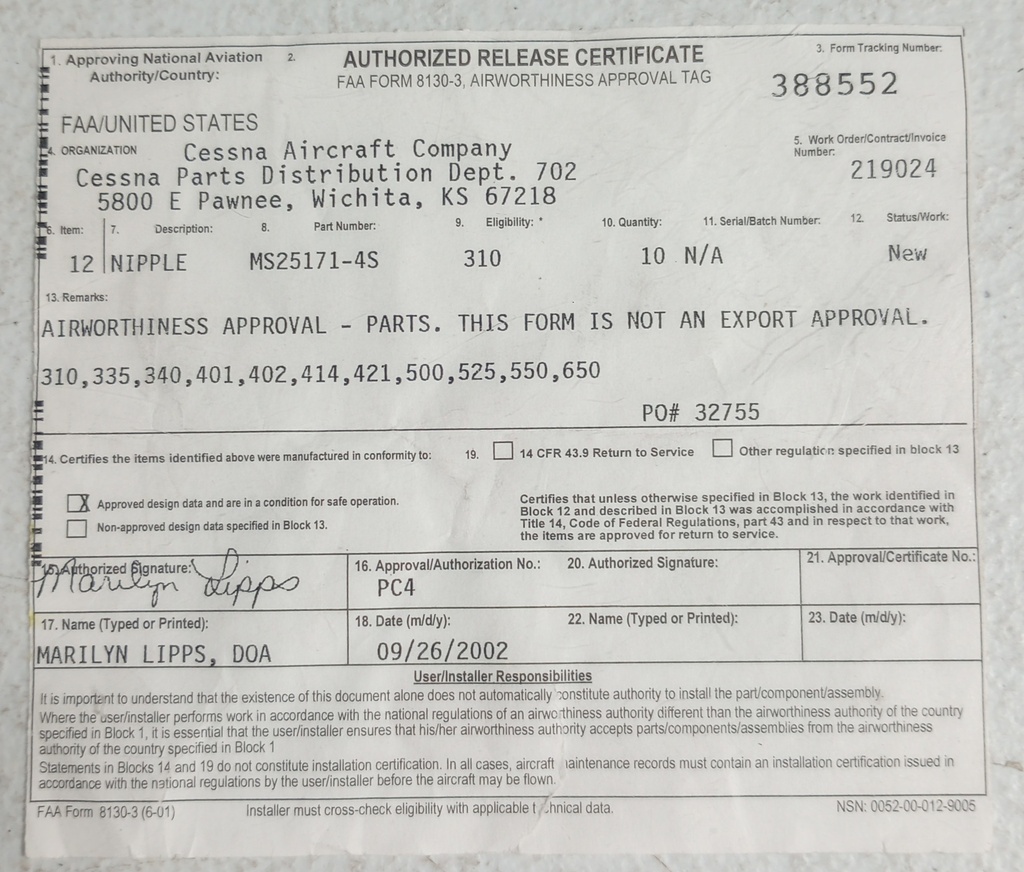 1. Approving National Aviation Authority/Country:
2.
AUTHORIZED RELEASE CERTIFICATE
FAA FORM 8130-3, AIRWORTHINESS APPROVAL TAG
3. Form Tracking Number:
388552
FAA/UNITED STATES
4. ORGANIZATION Cessna Aircraft Company
Cessna Parts Distribution Dept. 702
5800 E Pawnee, Wichita, KS 67218
5. Work Order/Contract/Invoice
Number:
219024
6. Item: 7. Description: 8. Part Number: 9. Eligibility: * 10. Quantity: 11. Serial/Batch Number: 12. Status/Work:
12 NIPPLE MS25171-4S 310 10 N/A New
13. Remarks:
AIRWORTHINESS APPROVAL - PARTS. THIS FORM IS NOT AN EXPORT APPROVAL.
310,335,340,401,402,414,421,500,525,550,650
PO# 32755
14. Certifies the items identified above were manufactured in conformity to:
X Approved design data and are in a condition for safe operation.
Non-approved design data specified in Block 13.
19. 14 CFR 43.9 Return to Service Other regulation specified in block 13
Certifies that unless otherwise specified in Block 13, the work identified in
Block 12 and described in Block 13 was accomplished in accordance with
Title 14, Code of Federal Regulations, part 43 and in respect to that work,
the items are approved for return to service.
15. Authorized Signature:
Marilyn Lipps
16. Approval/Authorization No.:
PC4
20. Authorized Signature:
21. Approval/Certificate No.:
17. Name (Typed or Printed):
MARILYN LIPPS, DOA
18. Date (m/d/y):
09/26/2002
22. Name (Typed or Printed):
23. Date (m/d/y):
User/Installer Responsibilities
It is important to understand that the existence of this document alone does not automatically constitute authority to install the part/component/assembly.
Where the user/installer performs work in accordance with the national regulations of an airworthiness authority different than the airworthiness authority of the country
specified in Block 1, it is essential that the user/installer ensures that his/her airworthiness authority accepts parts/components/assemblies from the airworthiness
authority of the country specified in Block 1
Statements in Blocks 14 and 19 do not constitute installation certification. In all cases, aircraft maintenance records must contain an installation certification issued in
accordance with the national regulations by the user/installer before the aircraft may be flown.
FAA Form 8130-3 (6-01) Installer must cross-check eligibility with applicable technical data. NSN: 0052-00-012-9005